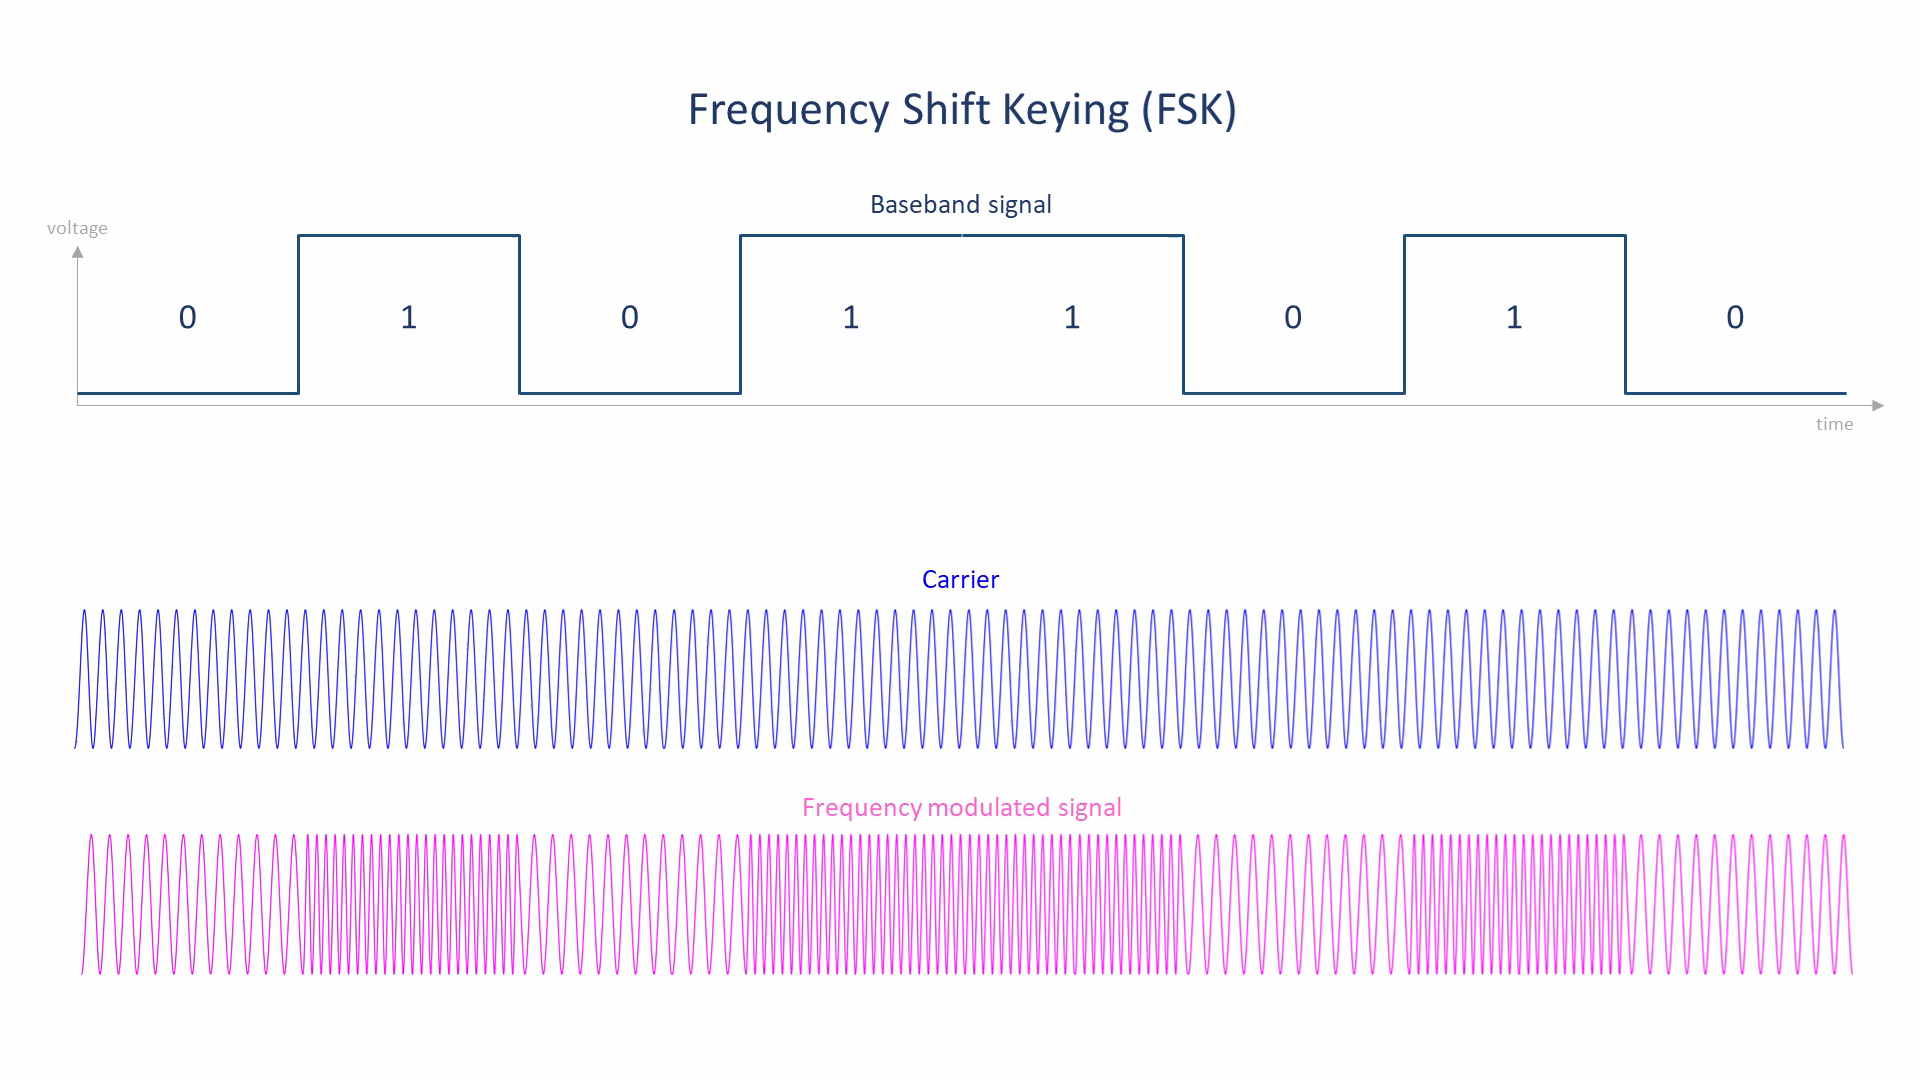 Frequency Shift Keying (FSK)
Baseband signal
voltage
0 1 0 1 1 0 1 0
time
Carrier
Frequency modulated signal